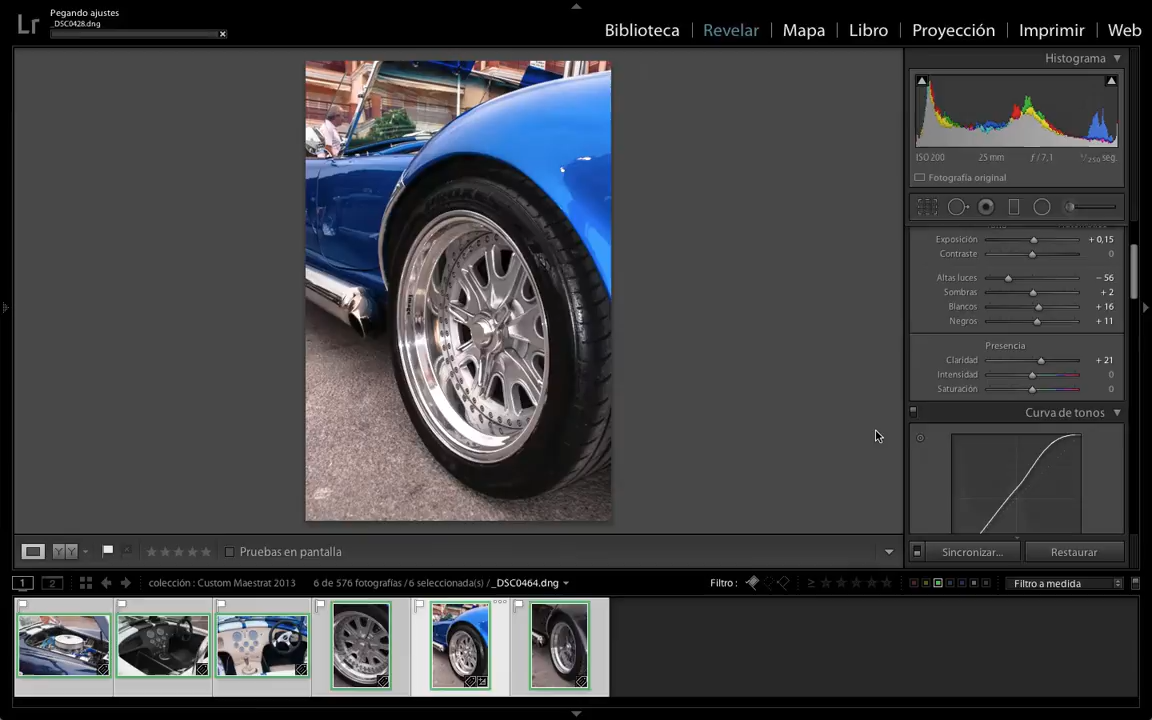 Lr
Pegando ajustes
_DSC0428.dng
Biblioteca | Revelar | Mapa | Libro | Proyección | Imprimir | Web
Histograma
ISO 200 25 mm ƒ / 7,1 1/250 seg.
Fotografía original
Exposición + 0,15
Contraste 0
Altas luces – 56
Sombras + 2
Blancos + 16
Negros + 11
Presencia
Claridad + 21
Intensidad 0
Saturación 0
Curva de tonos
YY Pruebas en pantalla
Sincronizar... Restaurar
1 2 colección : Custom Maestrat 2013 6 de 576 fotografías /6 seleccionada(s) /_DSC0464.dng Filtro : Filtro a medida